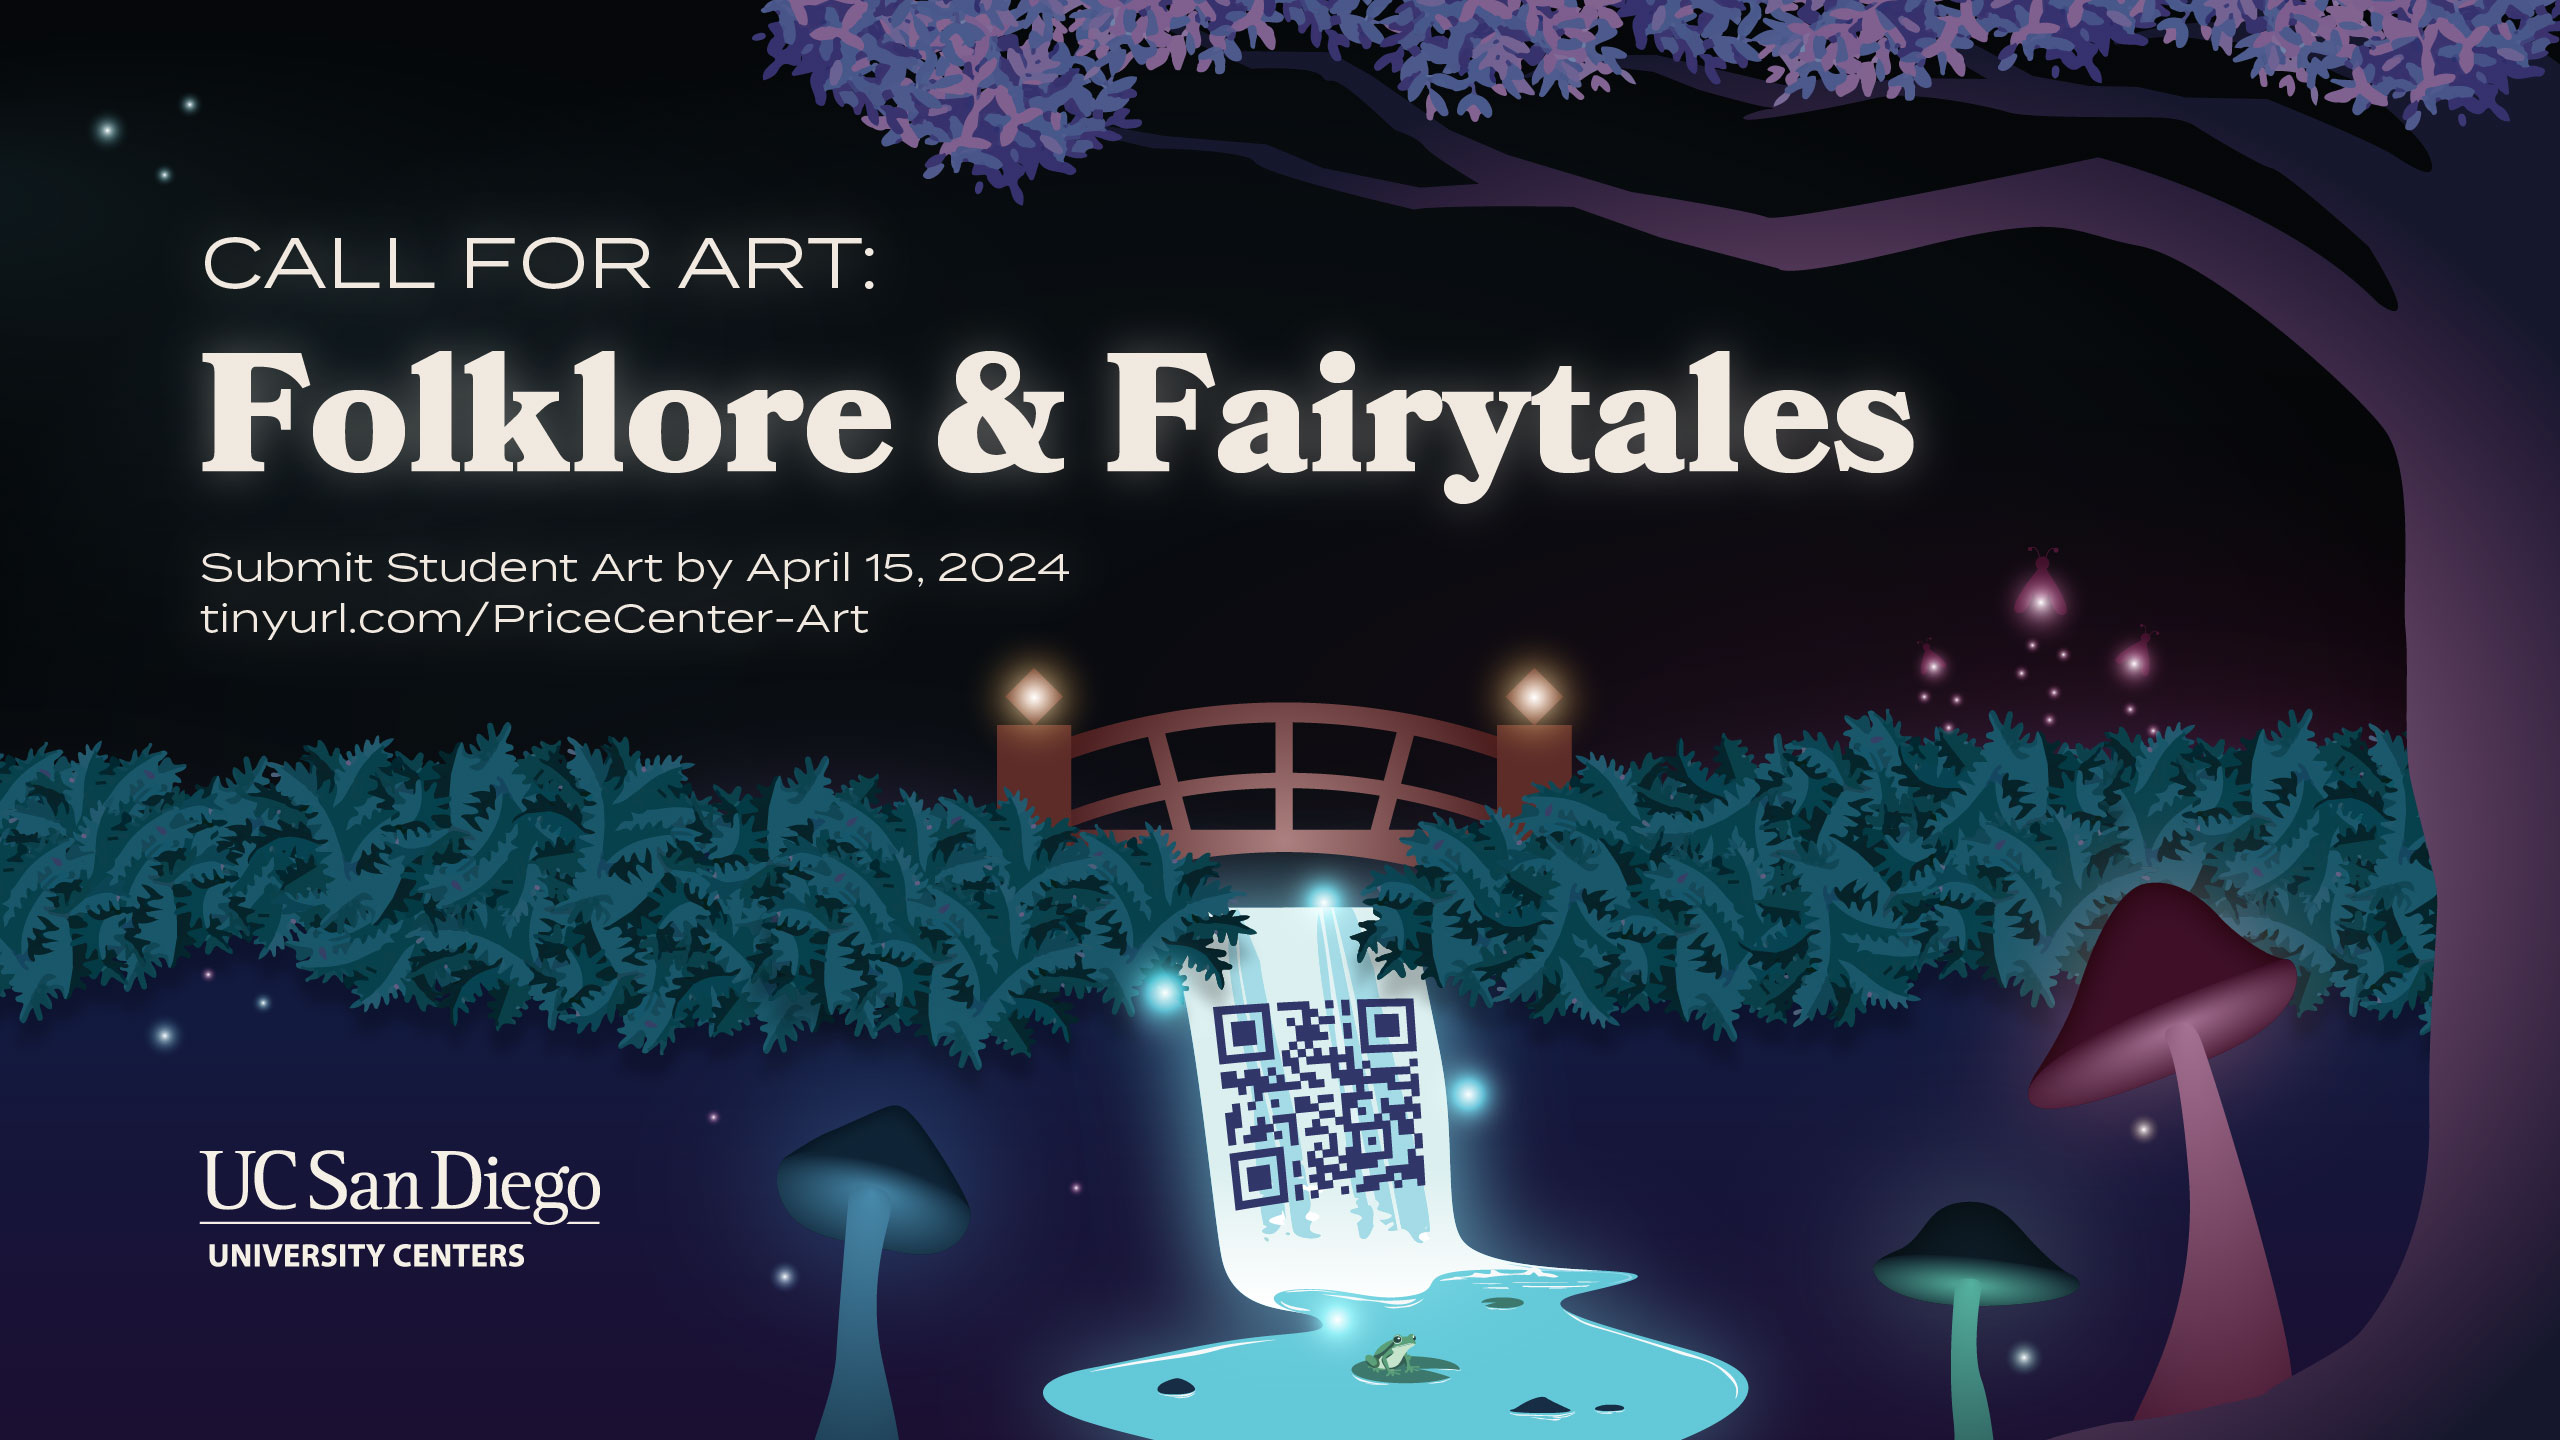 CALL FOR ART:
Folklore & Fairytales
Submit Student Art by April 15, 2024
tinyurl.com/PriceCenter-Art
UC San Diego
UNIVERSITY CENTERS